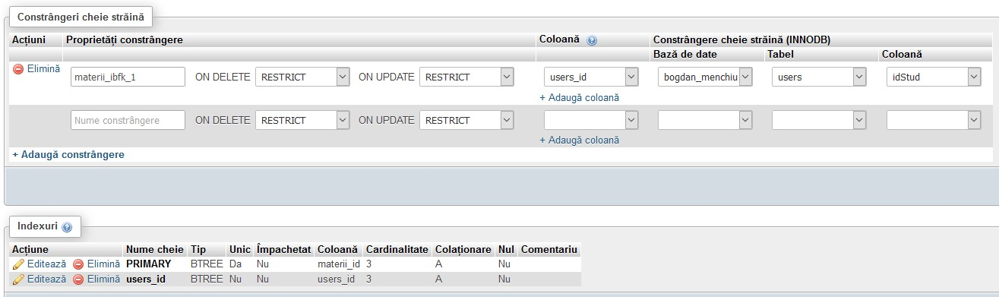 Constrângeri cheie străină
Acțiuni Proprietăți constrângere Coloană Constrângere cheie străină (INNODB)
Bază de date Tabel Coloană
Elimină materii_ibfk_1 ON DELETE RESTRICT ON UPDATE RESTRICT users_id bogdan_menchiu users idStud
+ Adaugă coloană
Nume constrângere ON DELETE RESTRICT ON UPDATE RESTRICT
+ Adaugă coloană
+ Adaugă constrângere
Indexuri
Acțiune Nume cheie Tip Unic Împachetat Coloană Cardinalitate Colaționare Nul Comentariu
Editează Elimină PRIMARY BTREE Da Nu materii_id 3 A Nu
Editează Elimină users_id BTREE Nu Nu users_id 3 A Nu